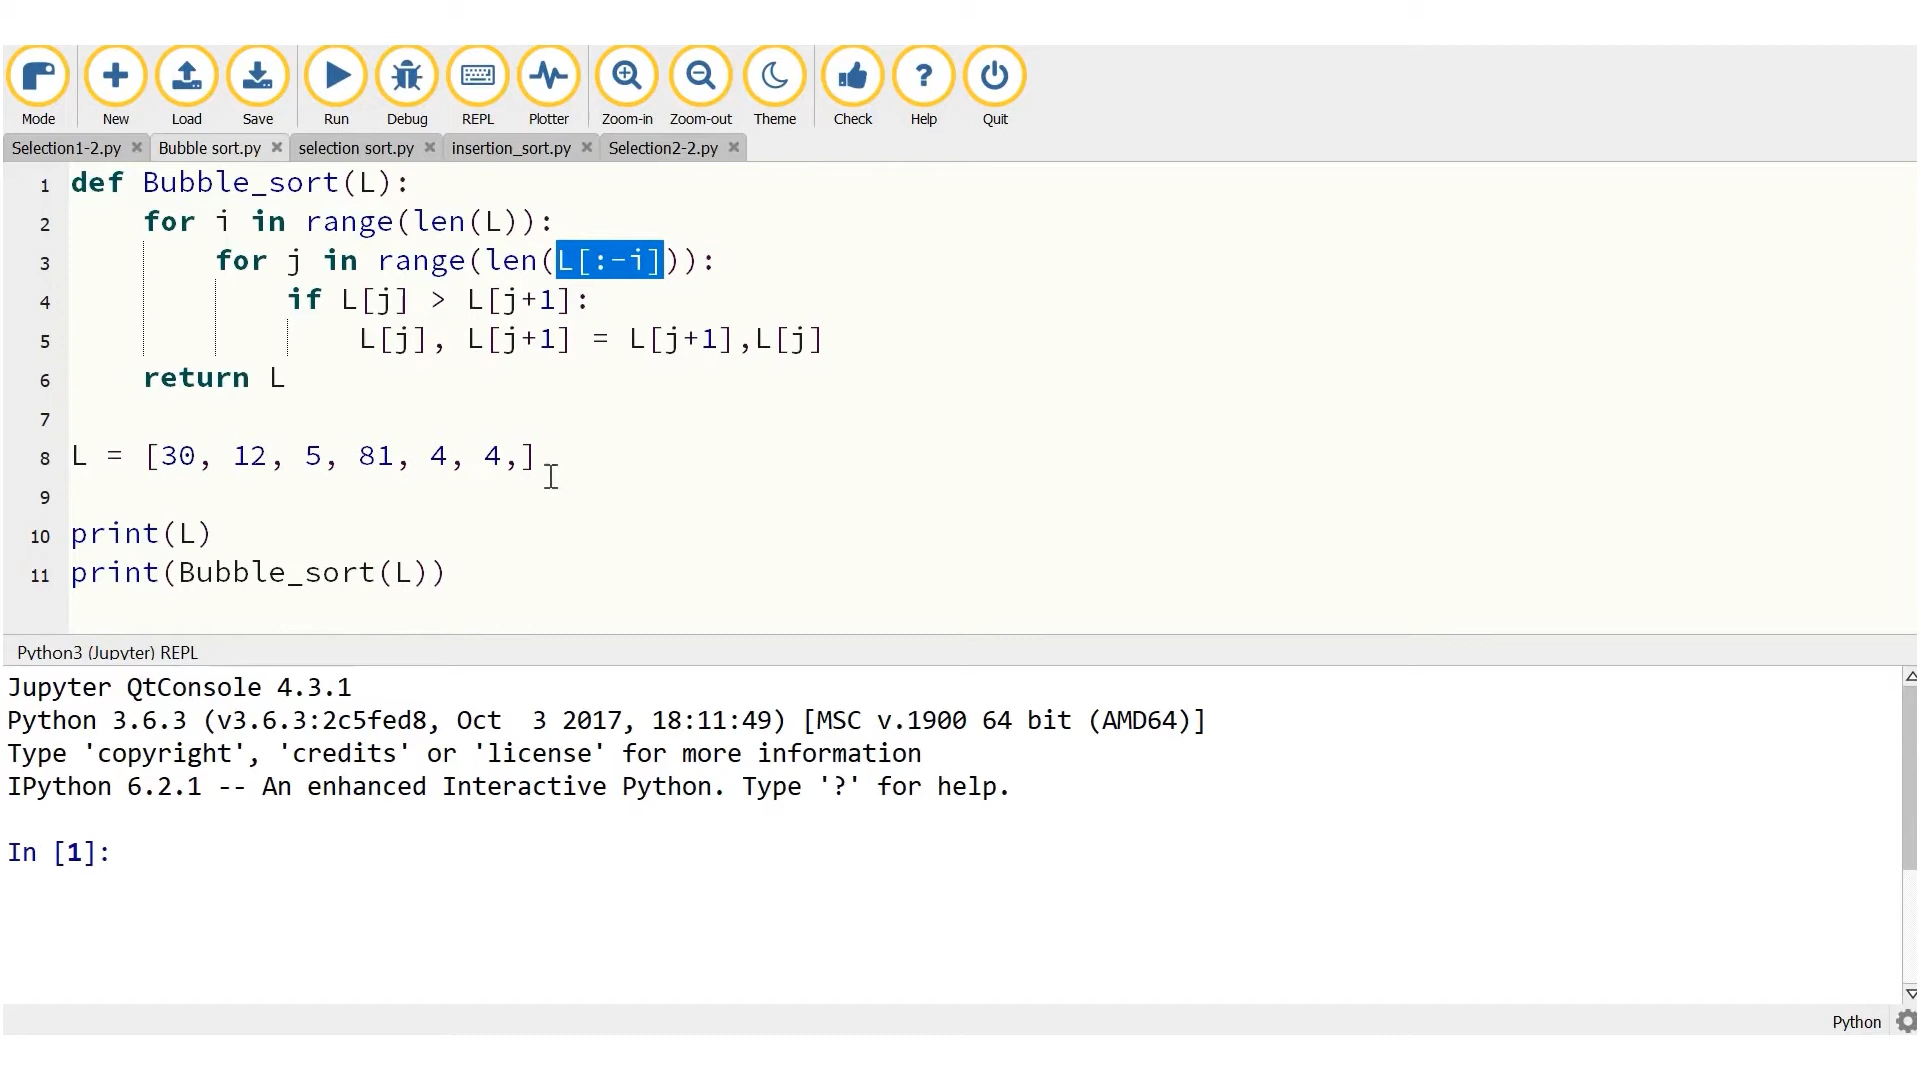 Mode New Load Save Run Debug REPL Plotter Zoom-in Zoom-out Theme Check Help Quit
Selection1-2.py Bubble sort.py selection sort.py insertion_sort.py Selection2-2.py
1 def Bubble_sort(L):
2 for i in range(len(L)):
3 for j in range(len(L[:-i])):
4 if L[j] > L[j+1]:
5 L[j], L[j+1] = L[j+1],L[j]
6 return L
7
8 L = [30, 12, 5, 81, 4, 4,]
9
10 print(L)
11 print(Bubble_sort(L))
Python3 (Jupyter) REPL
Jupyter QtConsole 4.3.1
Python 3.6.3 (v3.6.3:2c5fed8, Oct  3 2017, 18:11:49) [MSC v.1900 64 bit (AMD64)]
Type 'copyright', 'credits' or 'license' for more information
IPython 6.2.1 -- An enhanced Interactive Python. Type '?' for help.
In [1]:
Python